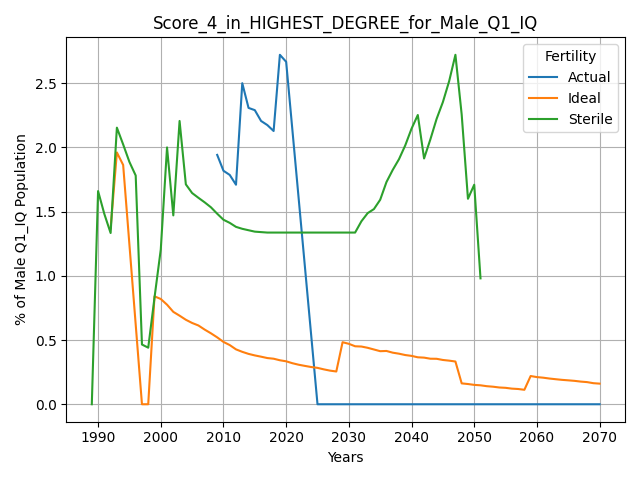 Score_4_in_HIGHEST_DEGREE_for_Male_Q1_IQ
Fertility
Actual
Ideal
Sterile
% of Male Q1_IQ Population
2.5
2.0
1.5
1.0
0.5
0.0
1990 2000 2010 2020 2030 2040 2050 2060 2070
Years